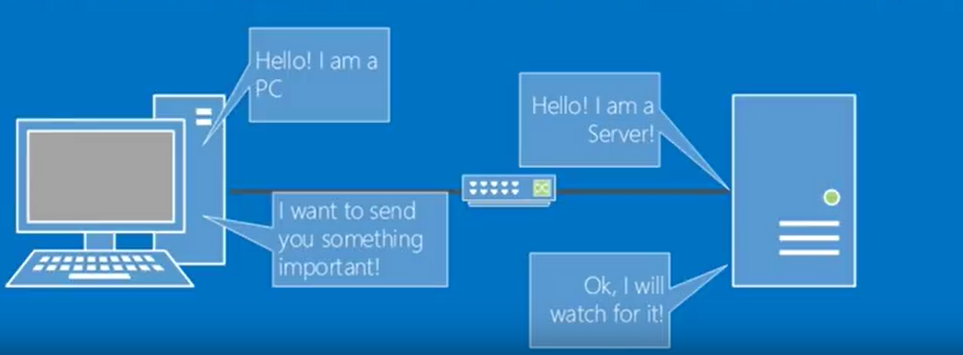 Hello! I am a
PC
Hello! I am a
Server!
I want to send
you something
important!
Ok, I will
watch for it!